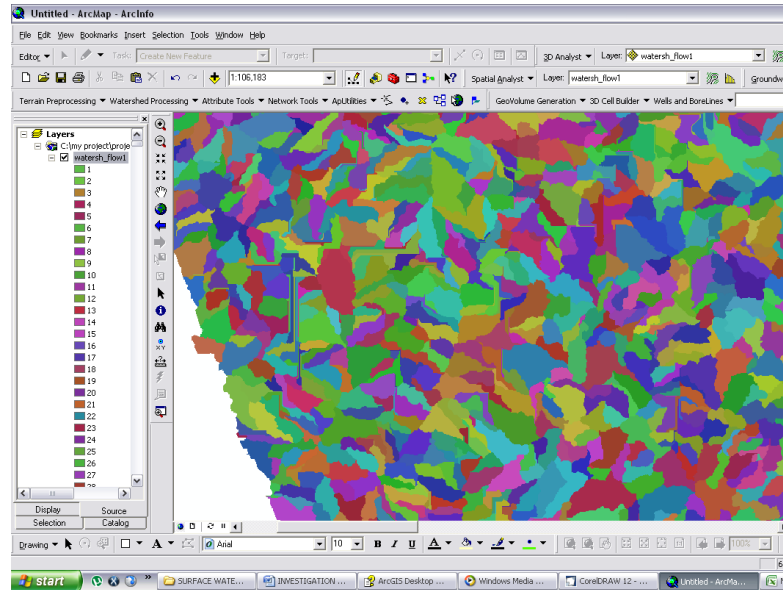 Untitled - ArcMap - ArcInfo
File Edit View Bookmarks Insert Selection Tools Window Help
Editor Task: Create New Feature Target: 3D Analyst Layer: watersh_flow1
1:106,183 Spatial Analyst Layer: watersh_flow1 Groundw
Terrain Preprocessing Watershed Processing Attribute Tools Network Tools ApUtilities GeoVolume Generation 3D Cell Builder Wells and BoreLines
Layers
C:\my project\proje
watersh_flow1
1
2
3
4
5
6
7
8
9
10
11
12
13
14
15
16
17
18
19
20
21
22
23
24
25
26
27
28
Display Source
Selection Catalog
Drawing A Arial 10 B I U A 100%
start SURFACE WATE... INVESTIGATION ... ArcGIS Desktop ... Windows Media ... CorelDRAW 12 - ... Untitled - ArcMa...